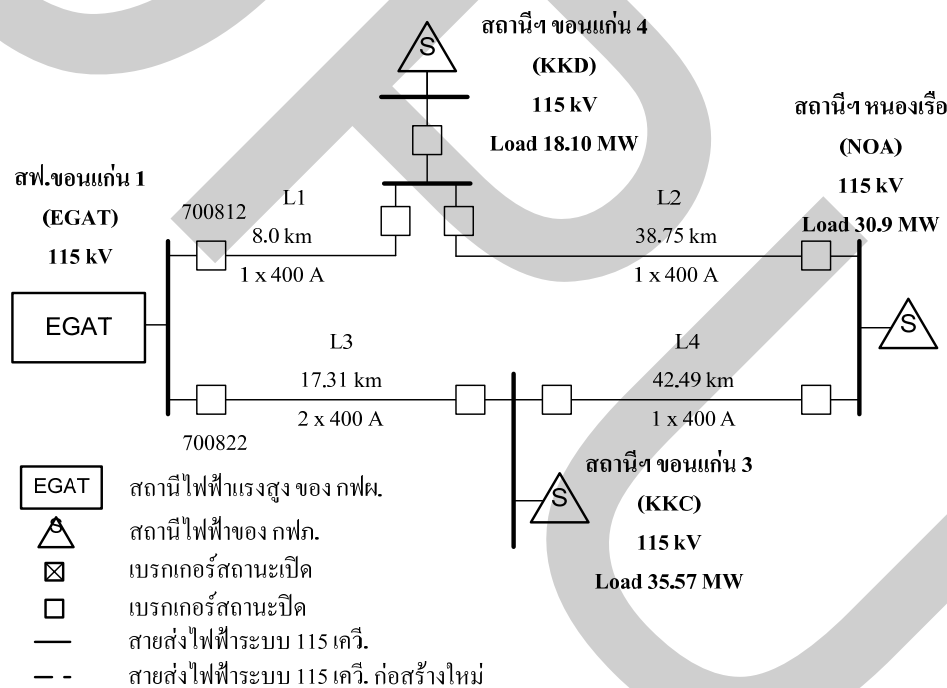 สถานีฯ ขอนแก่น 4
(KKD)
115 kV
Load 18.10 MW
S
สถานีฯ หนองเรือ
(NOA)
115 kV
Load 30.9 MW
S
สฟ.ขอนแก่น 1
(EGAT)
115 kV
EGAT
700812
L1
8.0 km
1 x 400 A
L2
38.75 km
1 x 400 A
L3
17.31 km
2 x 400 A
700822
L4
42.49 km
1 x 400 A
สถานีฯ ขอนแก่น 3
(KKC)
115 kV
Load 35.57 MW
S
EGAT สถานีไฟฟ้าแรงสูง ของ กฟผ.
S สถานีไฟฟ้าของ กฟภ.
เบรกเกอร์สถานะเปิด
เบรกเกอร์สถานะปิด
สายส่งไฟฟ้าระบบ 115 เควี.
สายส่งไฟฟ้าระบบ 115 เควี. ก่อสร้างใหม่